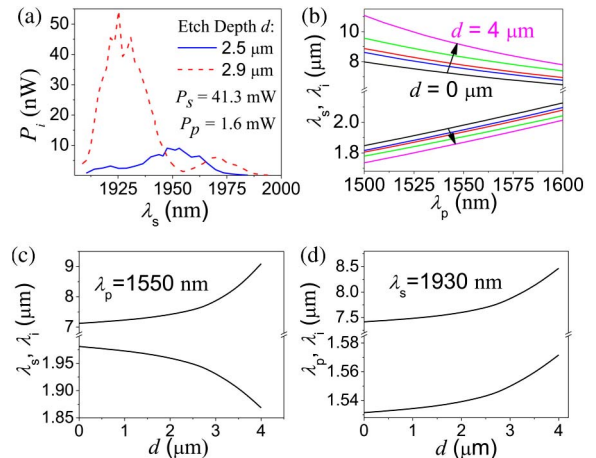 (a)
Etch Depth d:
2.5 μm
2.9 μm
P_s = 41.3 mW
P_p = 1.6 mW
50
40
30
20
10
0
P_i (nW)
1925 1950 1975 2000
λ_s (nm)
(b)
d = 4 μm
d = 0 μm
10
8
2.0
1.8
λ_s, λ_i (μm)
1500 1525 1550 1575 1600
λ_p (nm)
(c)
λ_p=1550 nm
9
8
7
1.95
1.90
1.85
λ_s, λ_i (μm)
0 1 2 3 4
d (μm)
(d)
λ_s=1930 nm
8.5
8.0
7.5
1.58
1.56
1.54
λ_p, λ_i (μm)
0 1 2 3 4
d (μm)